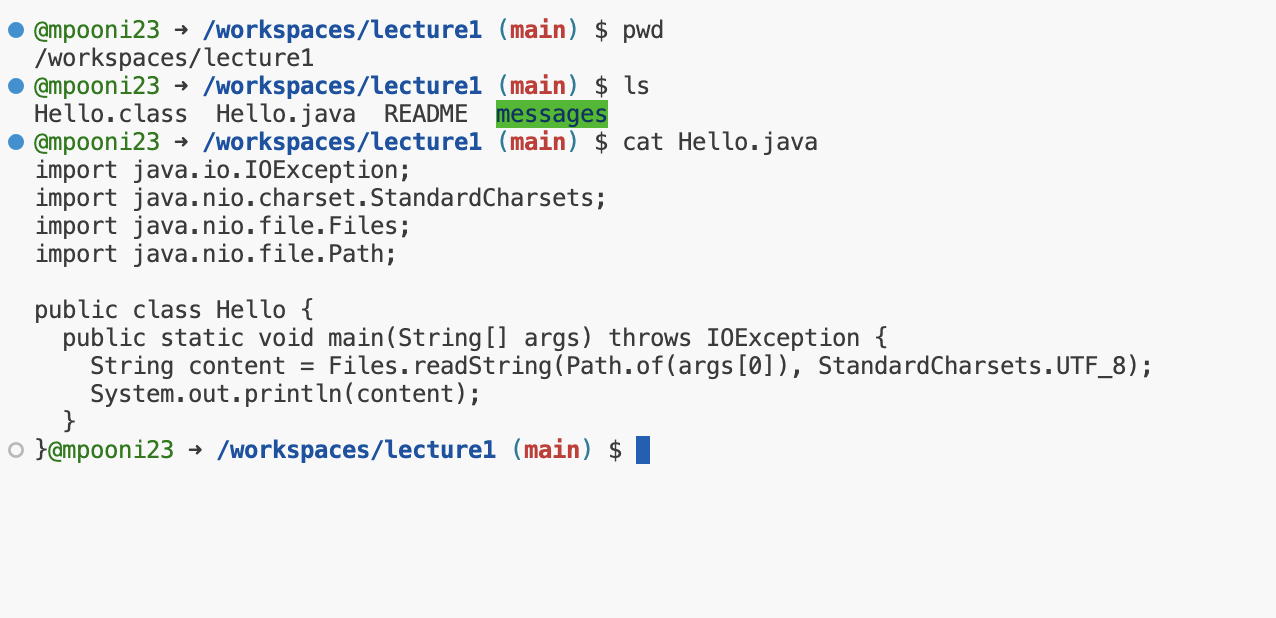 @mpooni23 → /workspaces/lecture1 (main) $ pwd
/workspaces/lecture1
@mpooni23 → /workspaces/lecture1 (main) $ ls
Hello.class  Hello.java  README  messages
@mpooni23 → /workspaces/lecture1 (main) $ cat Hello.java
import java.io.IOException;
import java.nio.charset.StandardCharsets;
import java.nio.file.Files;
import java.nio.file.Path;

public class Hello {
  public static void main(String[] args) throws IOException {
    String content = Files.readString(Path.of(args[0]), StandardCharsets.UTF_8);
    System.out.println(content);
  }
}@mpooni23 → /workspaces/lecture1 (main) $